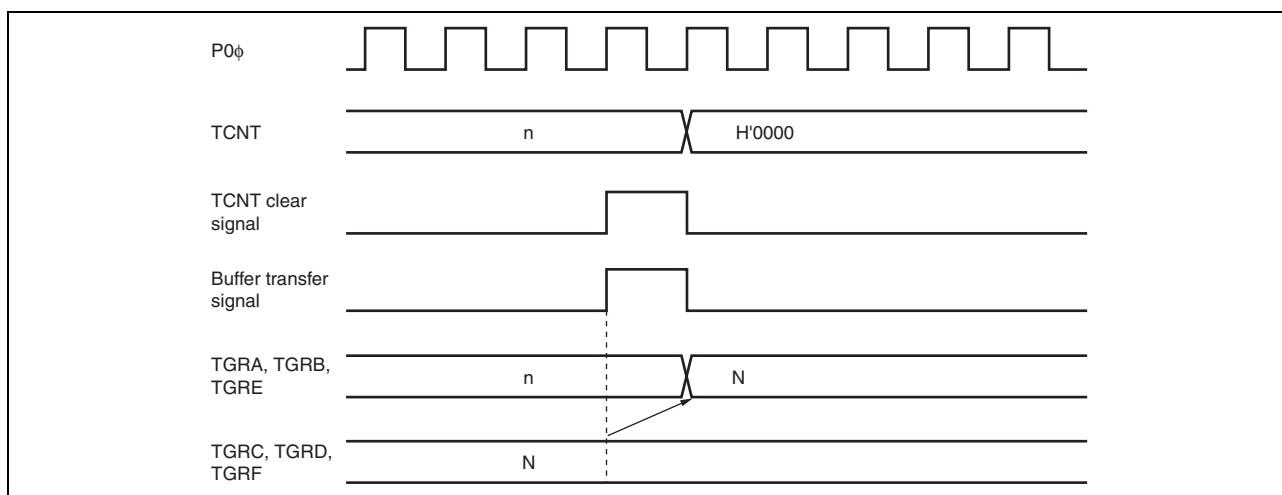 P0ϕ
TCNT
n
H'0000
TCNT clear
signal
Buffer transfer
signal
TGRA, TGRB,
TGRE
n
N
TGRC, TGRD,
TGRF
N